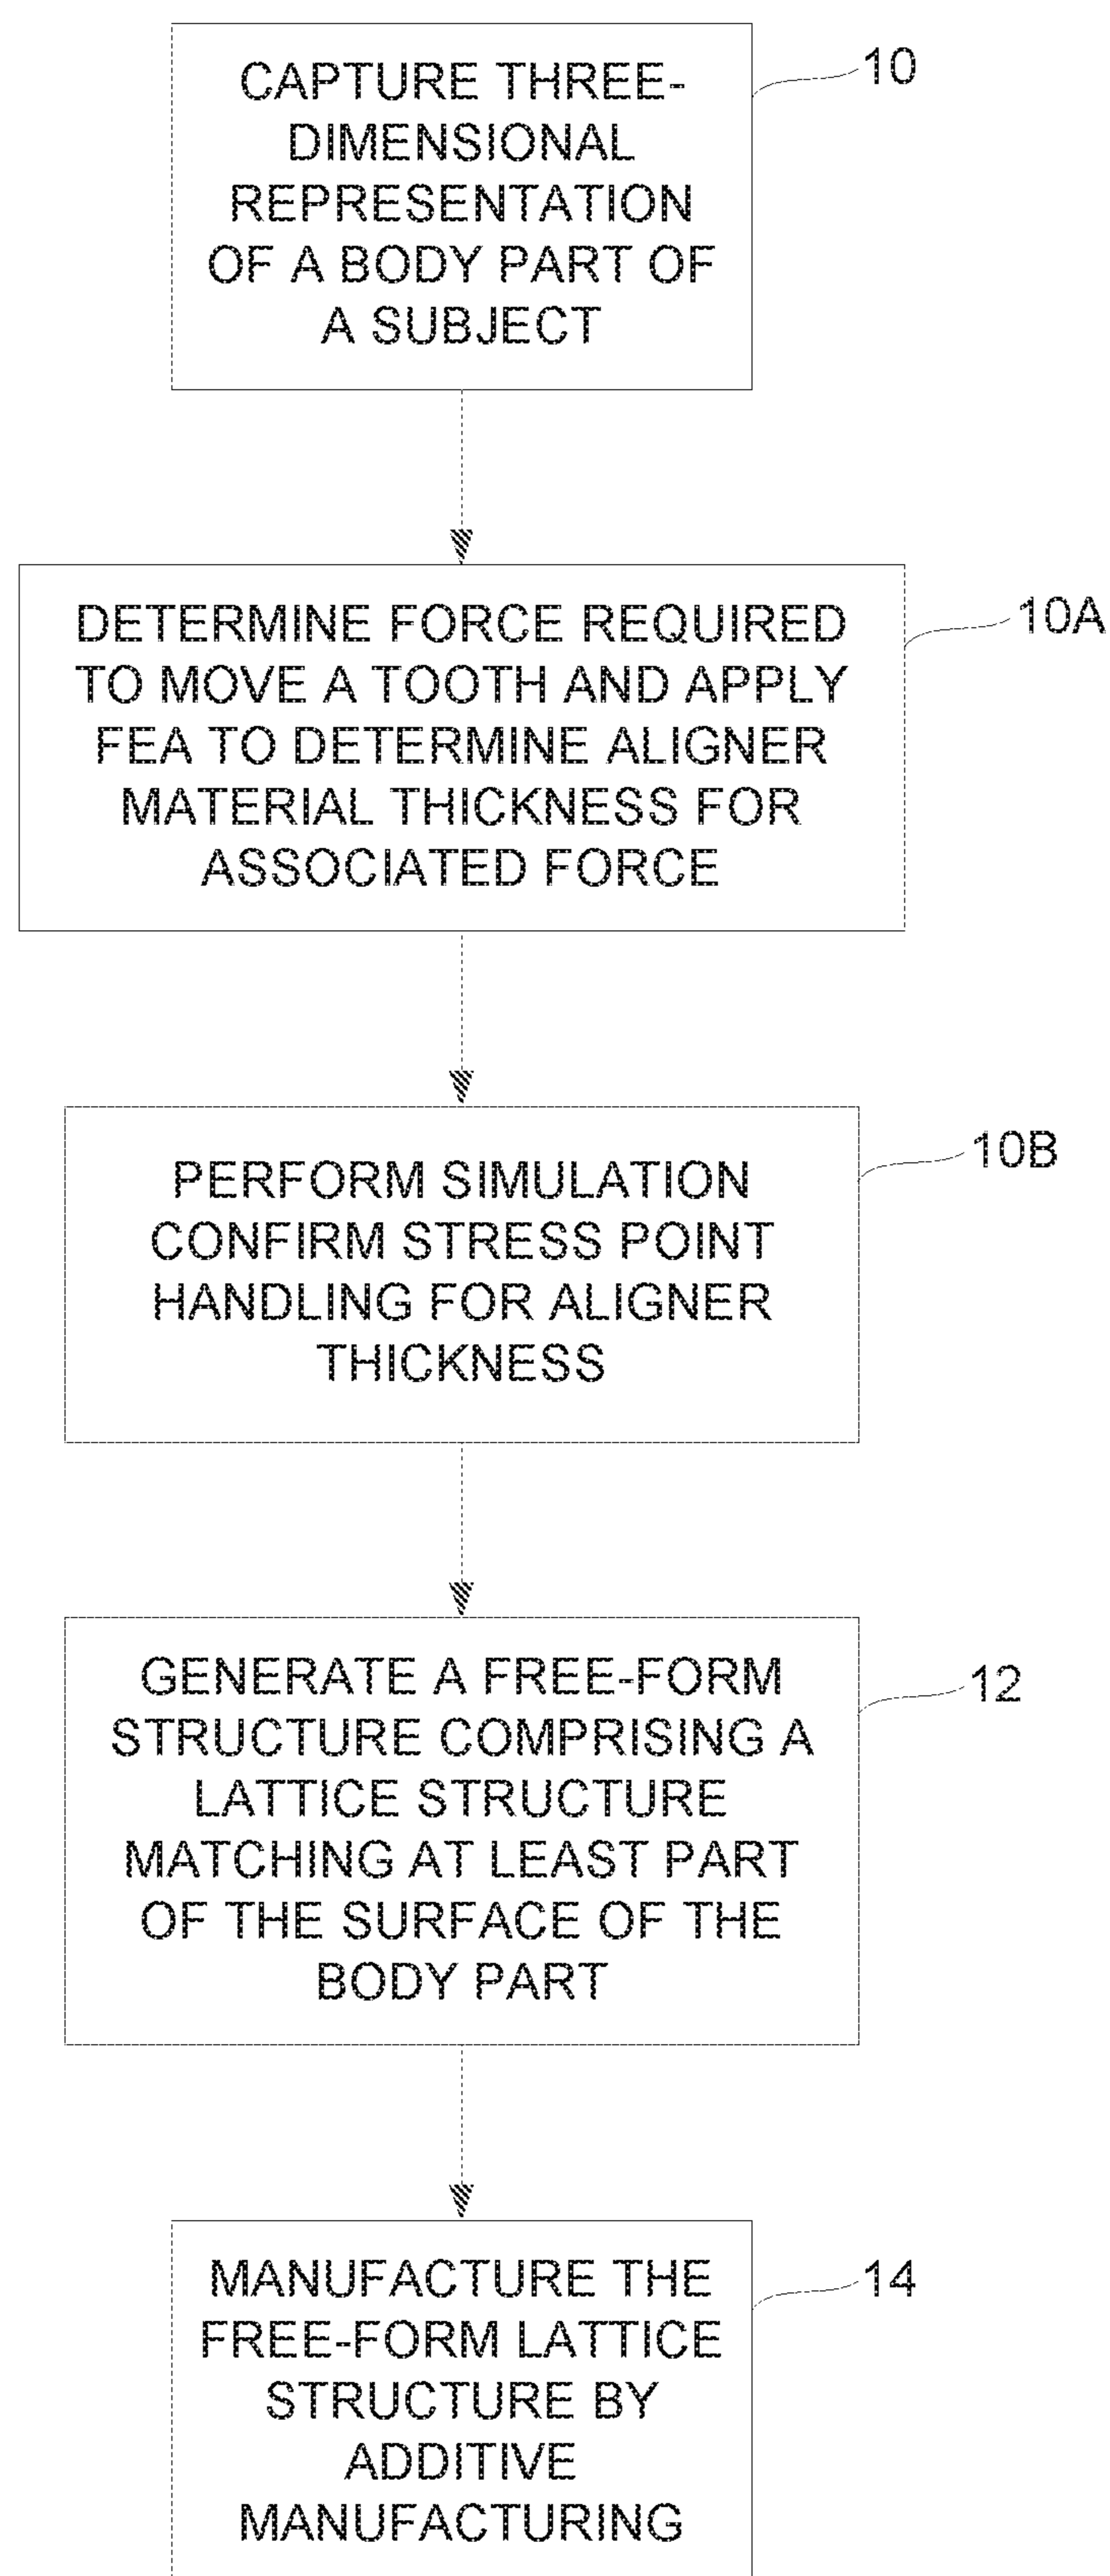 CAPTURE THREE-
DIMENSIONAL
REPRESENTATION
OF A BODY PART OF
A SUBJECT
10
DETERMINE FORCE REQUIRED
TO MOVE A TOOTH AND APPLY
FEA TO DETERMINE ALIGNER
MATERIAL THICKNESS FOR
ASSOCIATED FORCE
10A
PERFORM SIMULATION
CONFIRM STRESS POINT
HANDLING FOR ALIGNER
THICKNESS
10B
GENERATE A FREE-FORM
STRUCTURE COMPRISING A
LATTICE STRUCTURE
MATCHING AT LEAST PART
OF THE SURFACE OF THE
BODY PART
12
MANUFACTURE THE
FREE-FORM LATTICE
STRUCTURE BY
ADDITIVE
MANUFACTURING
14